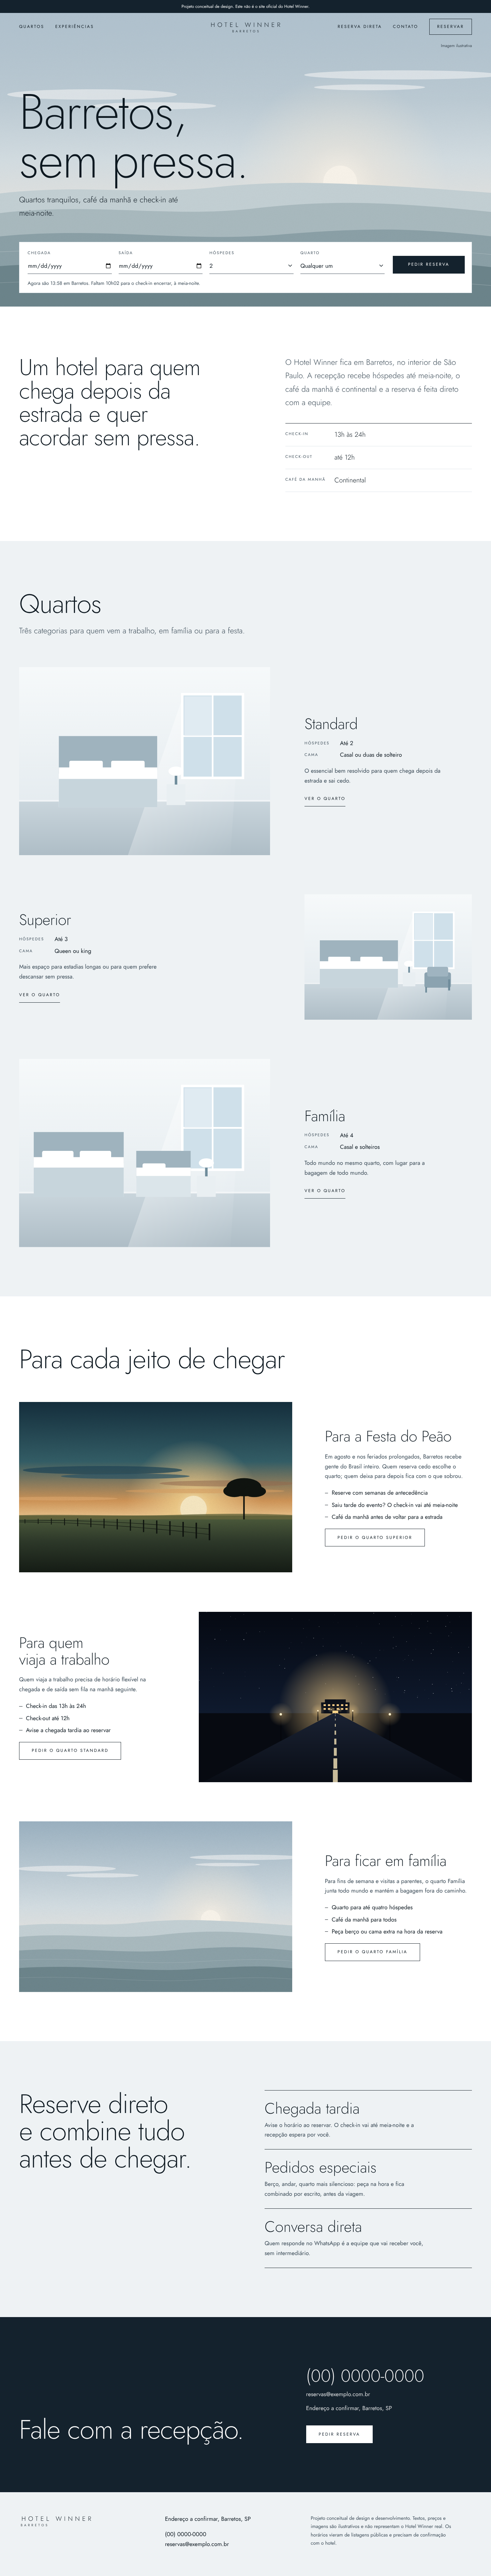 Projeto conceitual de design. Este não é o site oficial do Hotel Winner.
QUARTOS EXPERIÊNCIAS
HOTEL WINNER
BARRETOS
RESERVA DIRETA CONTATO RESERVAR
Imagem ilustrativa
Barretos,
sem pressa.
Quartos tranquilos, café da manhã e check-in até
meia-noite.
CHEGADA SAÍDA HÓSPEDES QUARTO
mm/dd/yyyy mm/dd/yyyy 2 Qualquer um PEDIR RESERVA
Agora são 13:58 em Barretos. Faltam 10h02 para o check-in encerrar, à meia-noite.
Um hotel para quem
chega depois da
estrada e quer
acordar sem pressa.
O Hotel Winner fica em Barretos, no interior de São
Paulo. A recepção recebe hóspedes até meia-noite, o
café da manhã é continental e a reserva é feita direto
com a equipe.
CHECK-IN 13h às 24h
CHECK-OUT até 12h
CAFÉ DA MANHÃ Continental
Quartos
Três categorias para quem vem a trabalho, em família ou para a festa.
Standard
HÓSPEDES Até 2
CAMA Casal ou duas de solteiro
O essencial bem resolvido para quem chega depois da
estrada e sai cedo.
VER O QUARTO
Superior
HÓSPEDES Até 3
CAMA Queen ou king
Mais espaço para estadias longas ou para quem prefere
descansar sem pressa.
VER O QUARTO
Família
HÓSPEDES Até 4
CAMA Casal e solteiros
Todo mundo no mesmo quarto, com lugar para a
bagagem de todo mundo.
VER O QUARTO
Para cada jeito de chegar
Para a Festa do Peão
Em agosto e nos feriados prolongados, Barretos recebe
gente do Brasil inteiro. Quem reserva cedo escolhe o
quarto; quem deixa para depois fica com o que sobrou.
– Reserve com semanas de antecedência
– Saiu tarde do evento? O check-in vai até meia-noite
– Café da manhã antes de voltar para a estrada
PEDIR O QUARTO SUPERIOR
Para quem
viaja a trabalho
Quem viaja a trabalho precisa de horário flexível na
chegada e de saída sem fila na manhã seguinte.
– Check-in das 13h às 24h
– Check-out até 12h
– Avise a chegada tardia ao reservar
PEDIR O QUARTO STANDARD
Para ficar em família
Para fins de semana e visitas a parentes, o quarto Família
junta todo mundo e mantém a bagagem fora do caminho.
– Quarto para até quatro hóspedes
– Café da manhã para todos
– Peça berço ou cama extra na hora da reserva
PEDIR O QUARTO FAMÍLIA
Reserve direto
e combine tudo
antes de chegar.
Chegada tardia
Avise o horário ao reservar. O check-in vai até meia-noite e a
recepção espera por você.
Pedidos especiais
Berço, andar, quarto mais silencioso: peça na hora e fica
combinado por escrito, antes da viagem.
Conversa direta
Quem responde no WhatsApp é a equipe que vai receber você,
sem intermediário.
Fale com a recepção.
(00) 0000-0000
reservas@exemplo.com.br
Endereço a confirmar, Barretos, SP
PEDIR RESERVA
HOTEL WINNER
BARRETOS
Endereço a confirmar, Barretos, SP
(00) 0000-0000
reservas@exemplo.com.br
Projeto conceitual de design e desenvolvimento. Textos, preços e
imagens são ilustrativos e não representam o Hotel Winner real. Os
horários vieram de listagens públicas e precisam de confirmação
com o hotel.